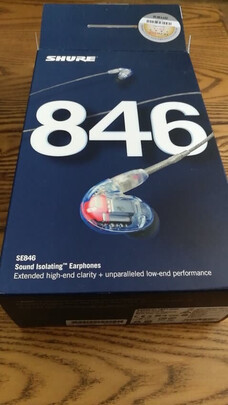 SHURE
846
SE846
Sound Isolating™ Earphones
Extended high-end clarity + unparalleled low-end performance